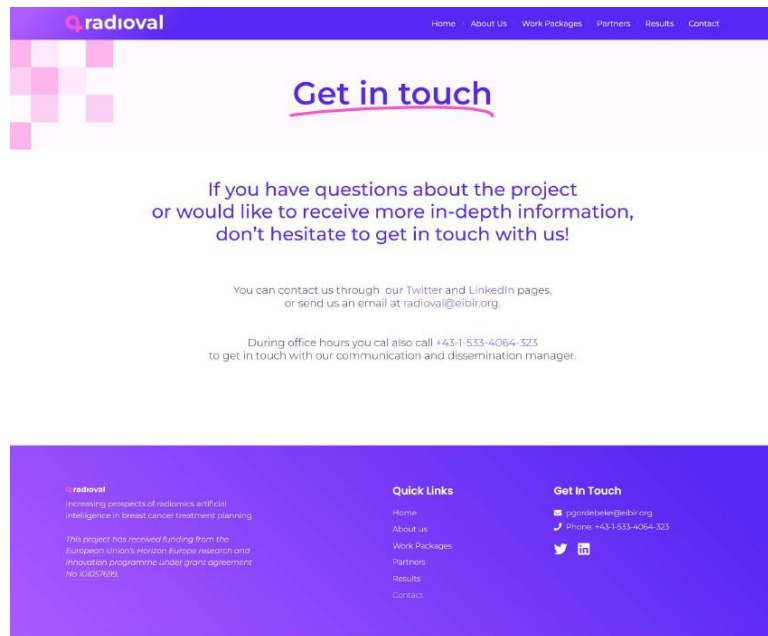 radıoval
Home About Us Work Packages Partners Results Contact
Get in touch
If you have questions about the project
or would like to receive more in-depth information,
don't hesitate to get in touch with us!
You can contact us through our Twitter and LinkedIn pages,
or send us an email at radioval@eibir.org.
During office hours you cal also call +43-1-533-4064-323
to get in touch with our communication and dissemination manager.
radıoval
Increasing prospects of radiomics artificial
intelligence in breast cancer treatment planning
This project has received funding from the
European Union's Horizon Europe research and
innovation programme under grant agreement
No 101057699.
Quick Links
Home
About us
Work Packages
Partners
Results
Contact
Get In Touch
pgordebeke@eibir.org
Phone: +43-1-533-4064-323
in